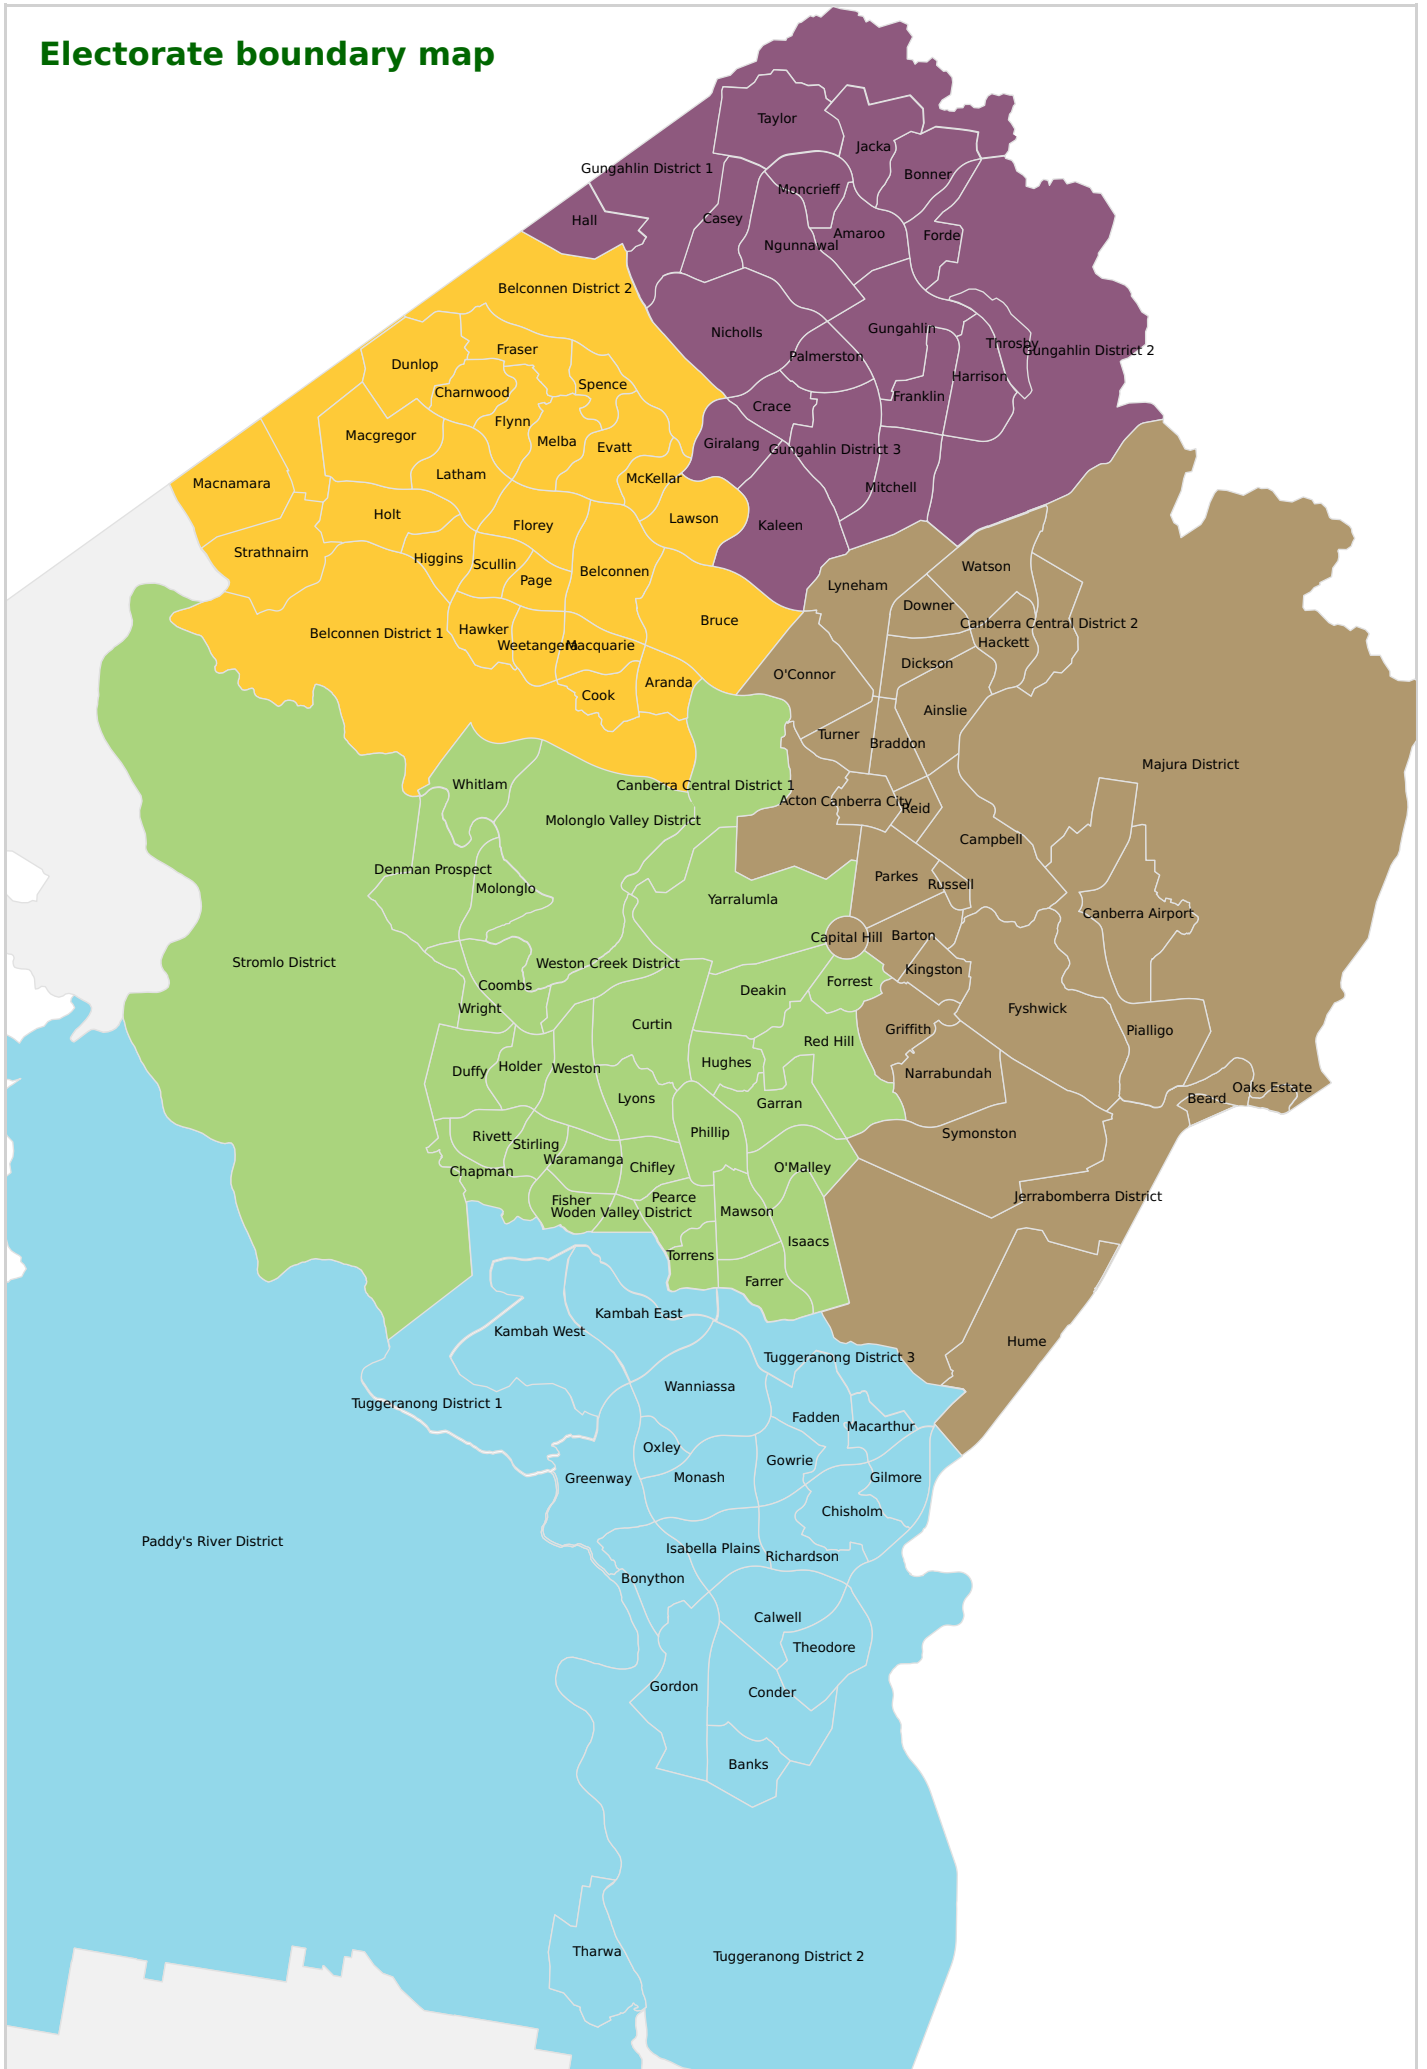 Electorate boundary map
Taylor
Jacka
Gungahlin District 1
Bonner
Moncrieff
Hall
Casey
Amaroo
Forde
Ngunnawal
Belconnen District 2
Gungahlin
Nicholls
Throsby
Fraser
Gungahlin District 2
Palmerston
Dunlop
Harrison
Spence
Charnwood
Franklin
Crace
Flynn
Macgregor
Melba
Giralang
Evatt
Gungahlin District 3
Latham
McKellar
Macnamara
Mitchell
Holt
Lawson
Florey
Kaleen
Strathnairn
Higgins
Scullin
Watson
Belconnen
Page
Lyneham
Downer
Bruce
Canberra Central District 2
Hawker
Belconnen District 1
Hackett
Weetangera
Macquarie
Dickson
O'Connor
Aranda
Cook
Ainslie
Turner
Braddon
Majura District
Whitlam
Canberra Central District 1
Acton
Canberra City
Reid
Molonglo Valley District
Campbell
Denman Prospect
Parkes
Russell
Molonglo
Yarralumla
Canberra Airport
Capital Hill
Barton
Stromlo District
Weston Creek District
Kingston
Forrest
Coombs
Deakin
Wright
Fyshwick
Curtin
Griffith
Pialligo
Red Hill
Hughes
Holder
Weston
Duffy
Narrabundah
Oaks Estate
Lyons
Beard
Garran
Phillip
Symonston
Rivett
Stirling
Waramanga
Chifley
O'Malley
Chapman
Jerrabomberra District
Pearce
Fisher
Woden Valley District
Mawson
Isaacs
Torrens
Farrer
Kambah East
Kambah West
Hume
Tuggeranong District 3
Wanniassa
Tuggeranong District 1
Fadden
Macarthur
Oxley
Gowrie
Greenway
Monash
Gilmore
Chisholm
Paddy's River District
Isabella Plains
Richardson
Bonython
Calwell
Theodore
Gordon
Conder
Banks
Tharwa
Tuggeranong District 2